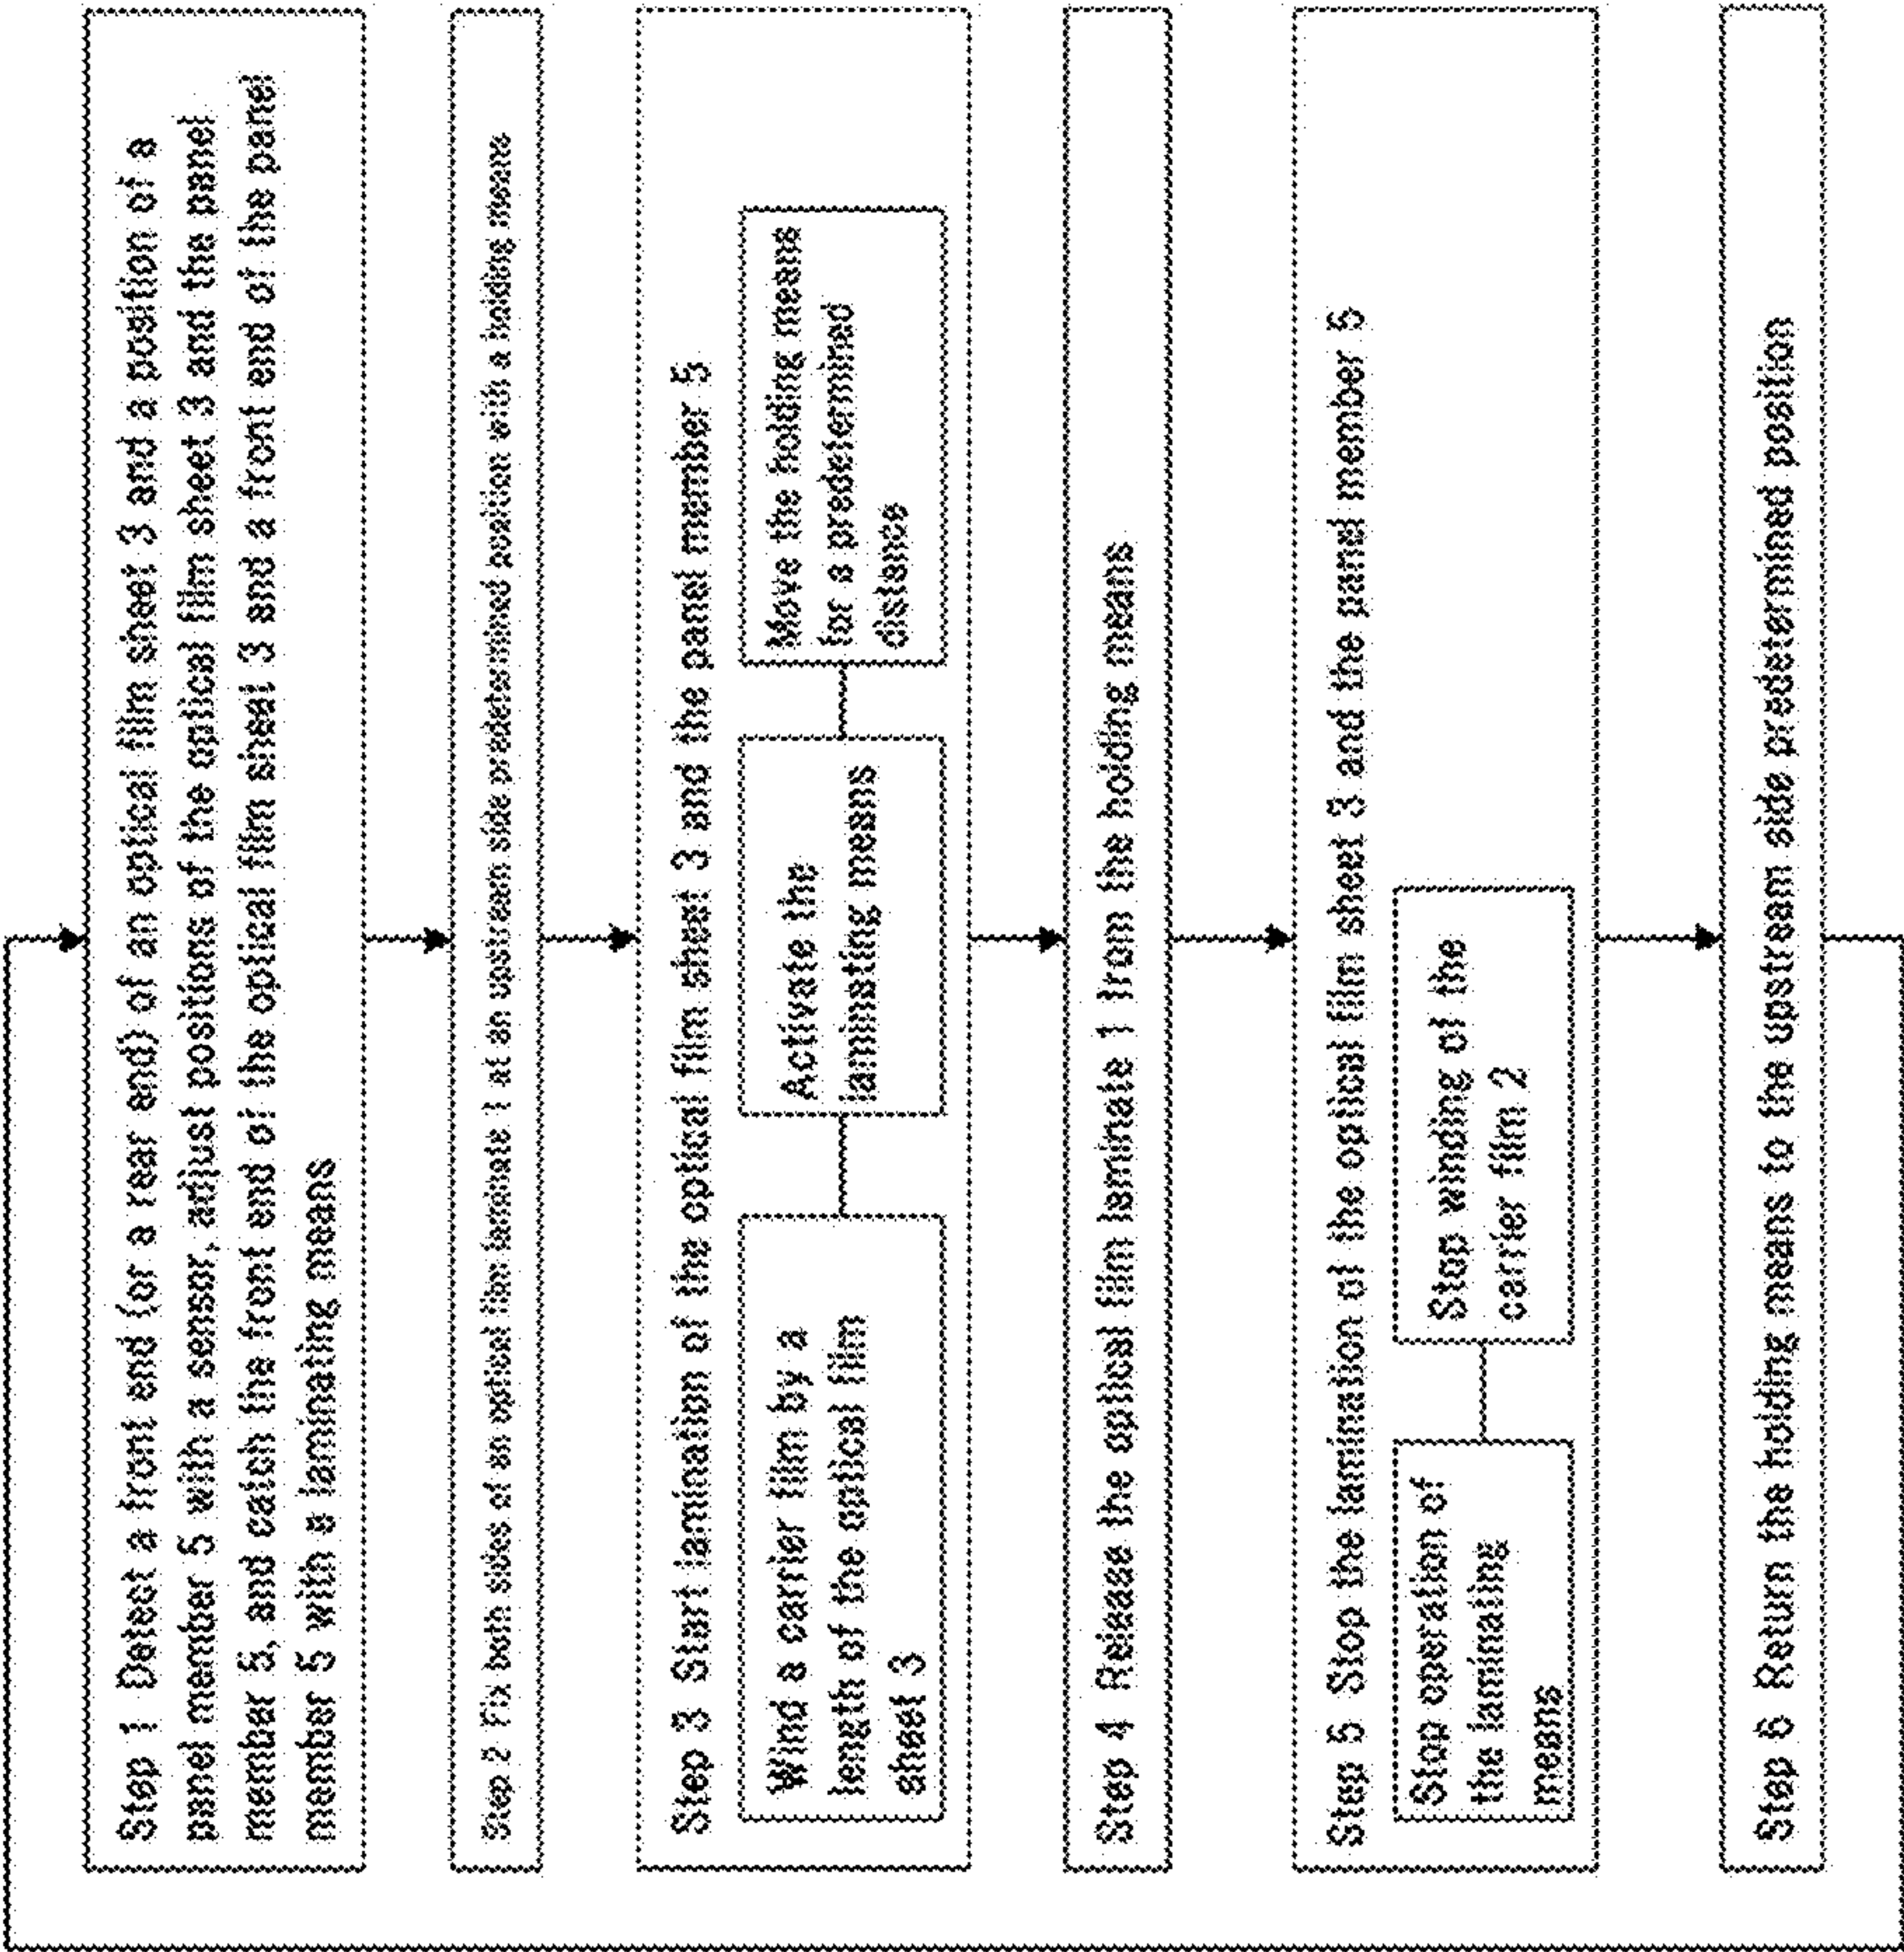 Step 1 Detect a front end (or a rear end) of an optical film sheet 3 and a position of a
panel member 5 with a sensor, adjust positions of the optical film sheet 3 and the panel
member 5, and catch the front end of the optical film sheet 3 and a front end of the panel
member 5 with a laminating means
Step 2 Fix both sides of an optical film laminate 1 at an upstream side predetermined position with a holding means
Step 3 Start lamination of the optical film sheet 3 and the panel member 5
Wind a carrier film by a
length of the optical film
sheet 3
Activate the
laminating means
Move the holding means
for a predetermined
distance
Step 4 Release the optical film laminate 1 from the holding means
Step 5 Stop the lamination of the optical film sheet 3 and the panel member 5
Stop operation of
the laminating
means
Stop winding of the
carrier film 2
Step 6 Return the holding means to the upstream side predetermined position